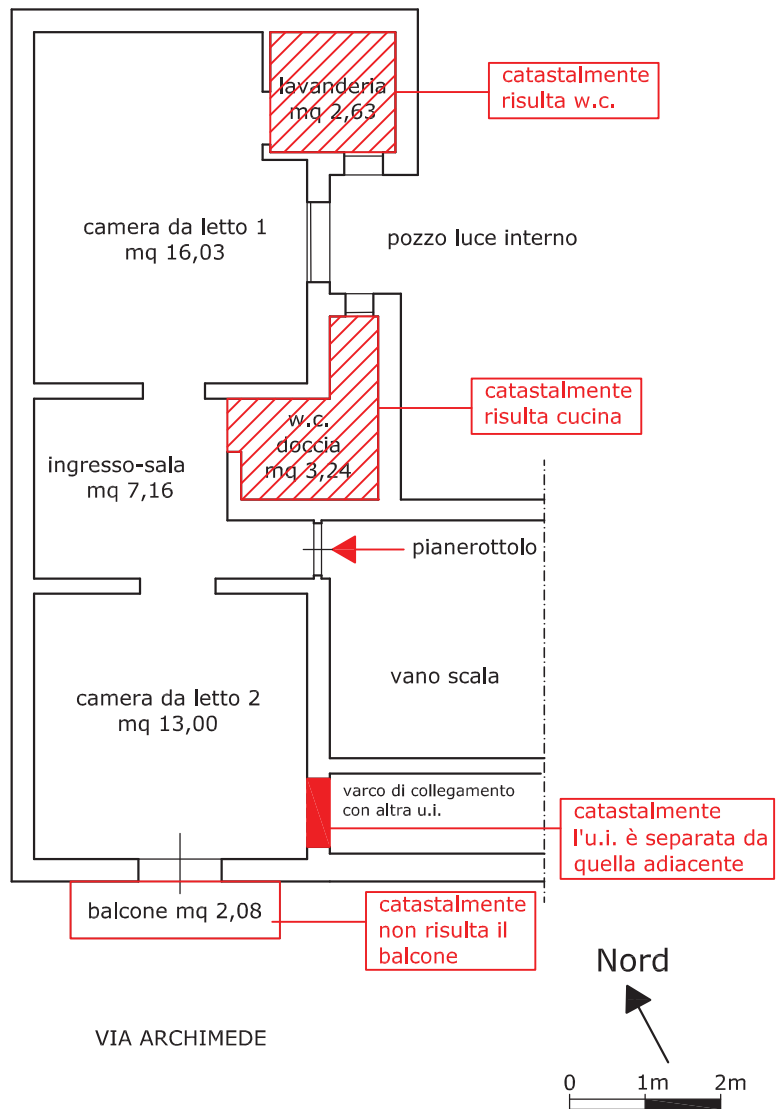 lavanderia
mq 2,63
catastalmente
risulta w.c.
camera da letto 1
mq 16,03
pozzo luce interno
catastalmente
risulta cucina
w.c.
doccia
mq 3,24
ingresso-sala
mq 7,16
pianerottolo
vano scala
camera da letto 2
mq 13,00
varco di collegamento
con altra u.i.
catastalmente
l'u.i. è separata da
quella adiacente
balcone mq 2,08
catastalmente
non risulta il
balcone
Nord
VIA ARCHIMEDE
0 1m 2m